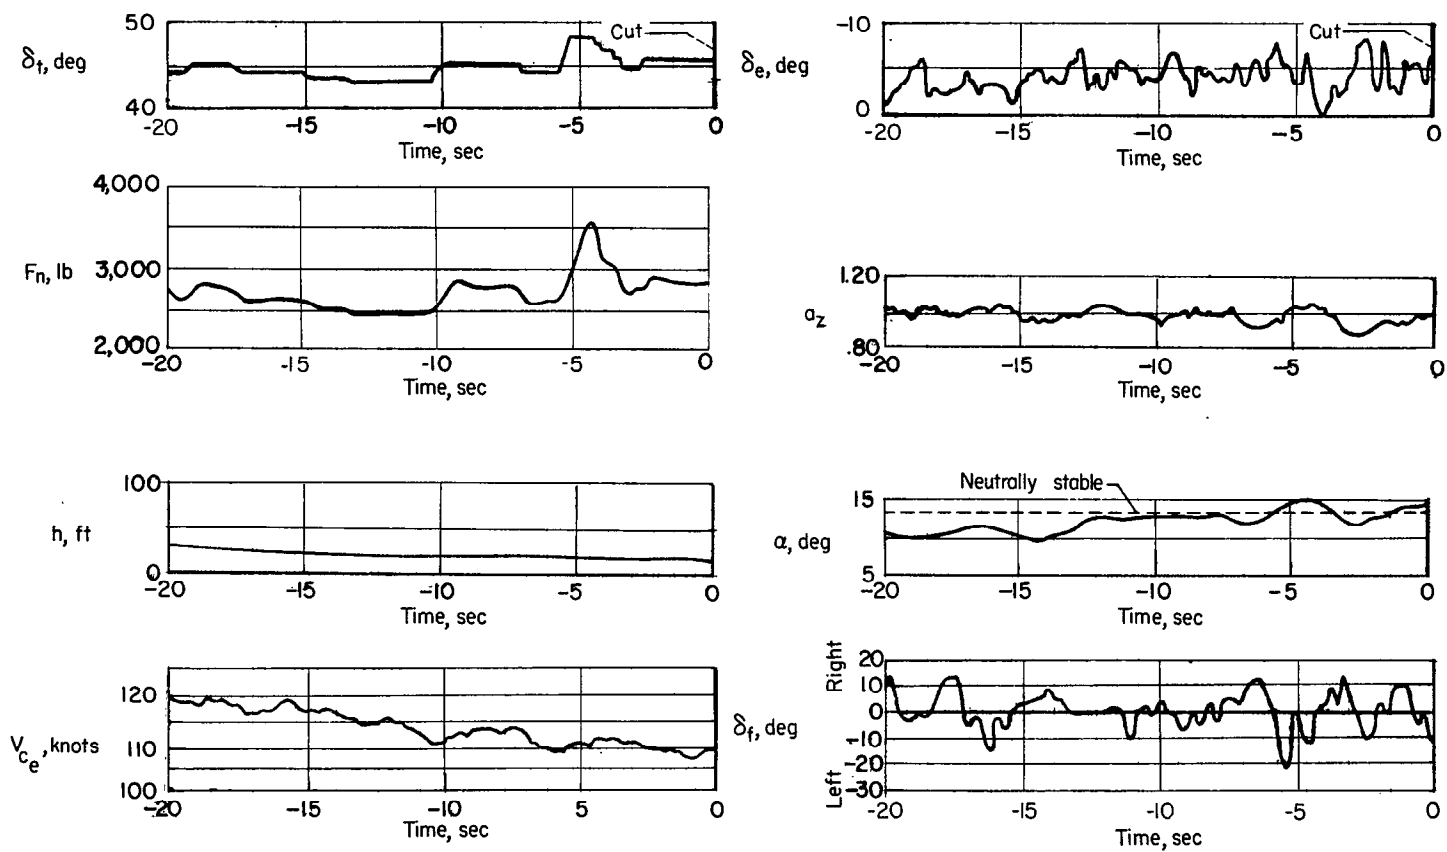 50
Cut
δt, deg
40
-20 -15 -10 -5 0
Time, sec
-10
Cut
δe, deg
0
-20 -15 -10 -5 0
Time, sec
4,000
Fn, lb
3,000
2,000
-20 -15 -10 -5 0
Time, sec
1.20
az
.80
-20 -15 -10 -5 0
Time, sec
100
h, ft
0
-20 -15 -10 -5 0
Time, sec
Neutrally stable
15
α, deg
5
-20 -15 -10 -5 0
Time, sec
120
Vce, knots
110
100
-20 -15 -10 5 0
Time, sec
Right
20
10
δf, deg
0
-10
-20
Left
-30
-20 -15 -10 -5 0
Time, sec